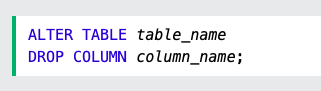 ALTER TABLE table_name
DROP COLUMN column_name;